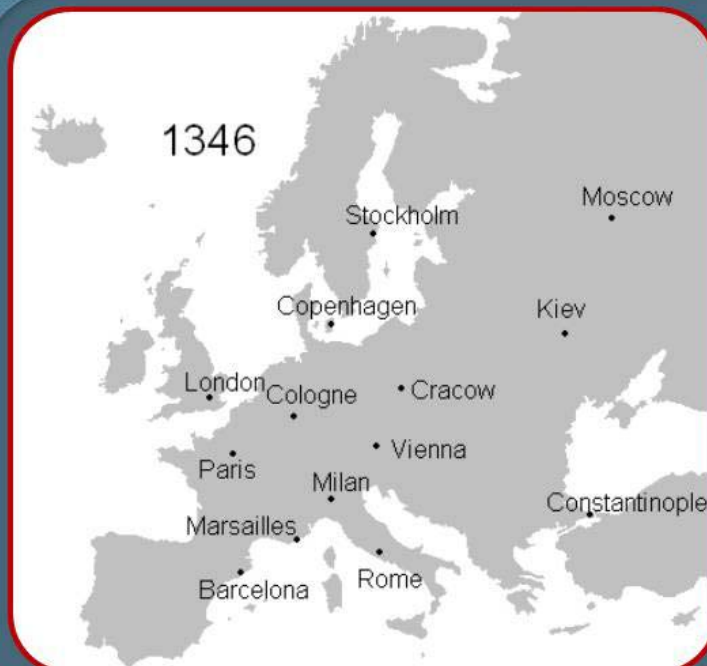 1346
Moscow
Stockholm
Copenhagen
Kiev
London
Cologne
Cracow
Paris
Vienna
Milan
Constantinople
Marsailles
Barcelona
Rome